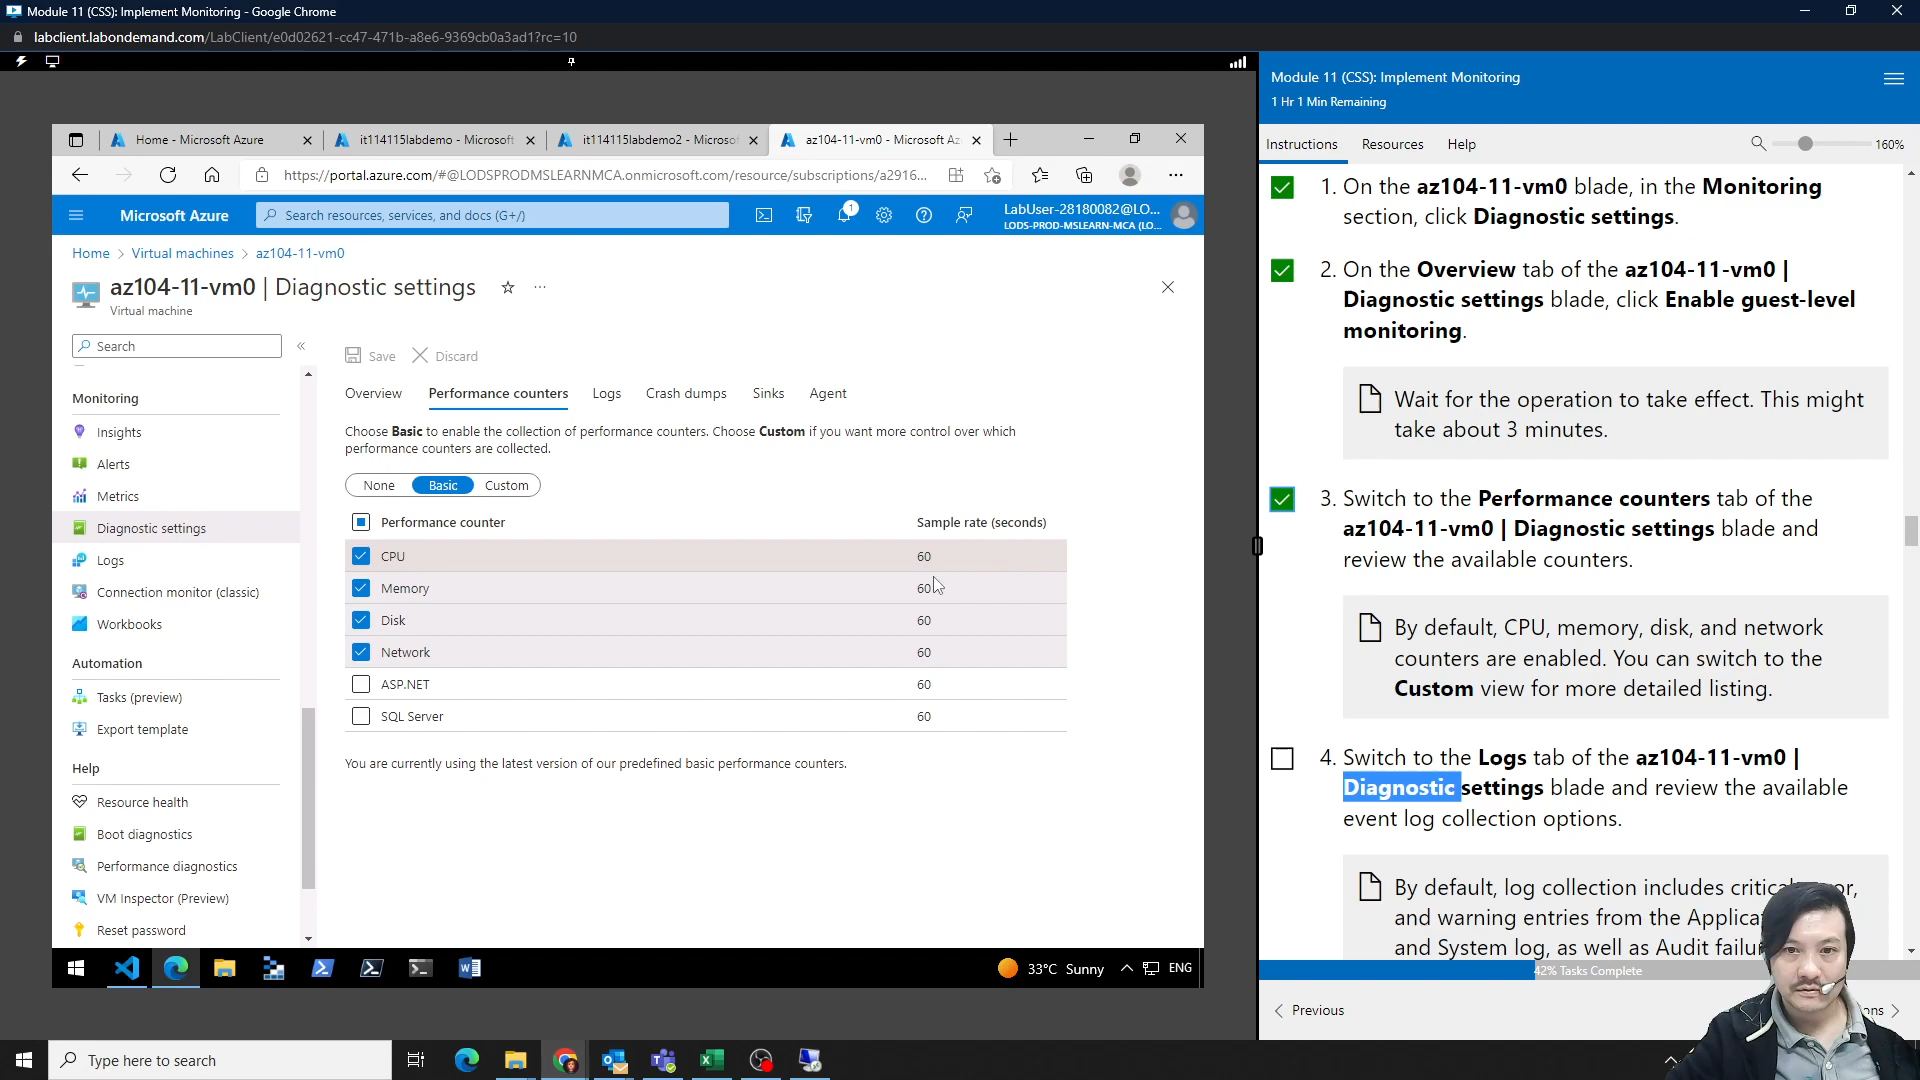 Module 11 (CSS): Implement Monitoring - Google Chrome
labclient.labondemand.com/LabClient/e0d02621-cc47-471b-a8e6-9369cb0a3ad1?rc=10
Home - Microsoft Azure
it114115labdemo - Microsoft
it114115labdemo2 - Microso
az104-11-vm0 - Microsoft Az
https://portal.azure.com/#@LODSPRODMSLEARNMCA.onmicrosoft.com/resource/subscriptions/a2916...
Microsoft Azure
Search resources, services, and docs (G+/)
1
LabUser-28180082@LO...
LODS-PROD-MSLEARN-MCA (LO...
Home > Virtual machines > az104-11-vm0
az104-11-vm0 | Diagnostic settings
Virtual machine
Search
Monitoring
Insights
Alerts
Metrics
Diagnostic settings
Logs
Connection monitor (classic)
Workbooks
Automation
Tasks (preview)
Export template
Help
Resource health
Boot diagnostics
Performance diagnostics
VM Inspector (Preview)
Reset password
Save
Discard
Overview
Performance counters
Logs
Crash dumps
Sinks
Agent
Choose Basic to enable the collection of performance counters. Choose Custom if you want more control over which
performance counters are collected.
None
Basic
Custom
Performance counter
Sample rate (seconds)
CPU
60
Memory
60
Disk
60
Network
60
ASP.NET
60
SQL Server
60
You are currently using the latest version of our predefined basic performance counters.
33°C Sunny
ENG
Module 11 (CSS): Implement Monitoring
1 Hr 1 Min Remaining
Instructions
Resources
Help
160%
1. On the az104-11-vm0 blade, in the Monitoring
section, click Diagnostic settings.
2. On the Overview tab of the az104-11-vm0 |
Diagnostic settings blade, click Enable guest-level
monitoring.
Wait for the operation to take effect. This might
take about 3 minutes.
3. Switch to the Performance counters tab of the
az104-11-vm0 | Diagnostic settings blade and
review the available counters.
By default, CPU, memory, disk, and network
counters are enabled. You can switch to the
Custom view for more detailed listing.
4. Switch to the Logs tab of the az104-11-vm0 |
Diagnostic settings blade and review the available
event log collection options.
By default, log collection includes
and warning entries from the
and System log, as well as Audit
42% Tasks Complete
Previous
Type here to search